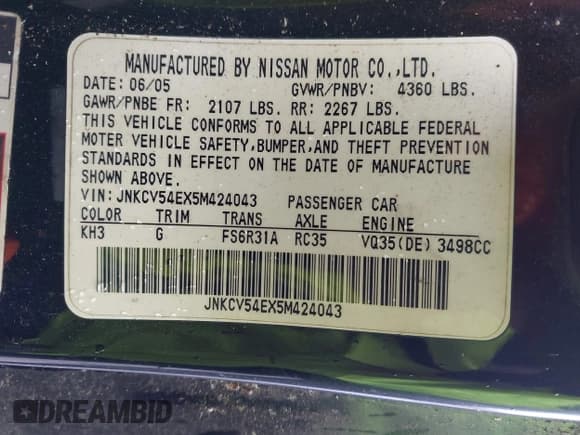 MANUFACTURED BY NISSAN MOTOR CO.,LTD.
DATE: 06/05 GVWR/PNBV: 4360 LBS.
GAWR/PNBE FR: 2107 LBS. RR: 2267 LBS.
THIS VEHICLE CONFORMS TO ALL APPLICABLE FEDERAL
MOTER VEHICLE SAFETY,BUMPER,AND THEFT PREVENTION
STANDARDS IN EFFECT ON THE DATE OF MANUFACTURE
SHOWN ABOVE.
VIN:JNKCV54EX5M424043 PASSENGER CAR
COLOR TRIM TRANS AXLE ENGINE
KH3 G FS6R31A RC35 VQ35(DE) 3498CC
JNKCV54EX5M424043
DREAMBID